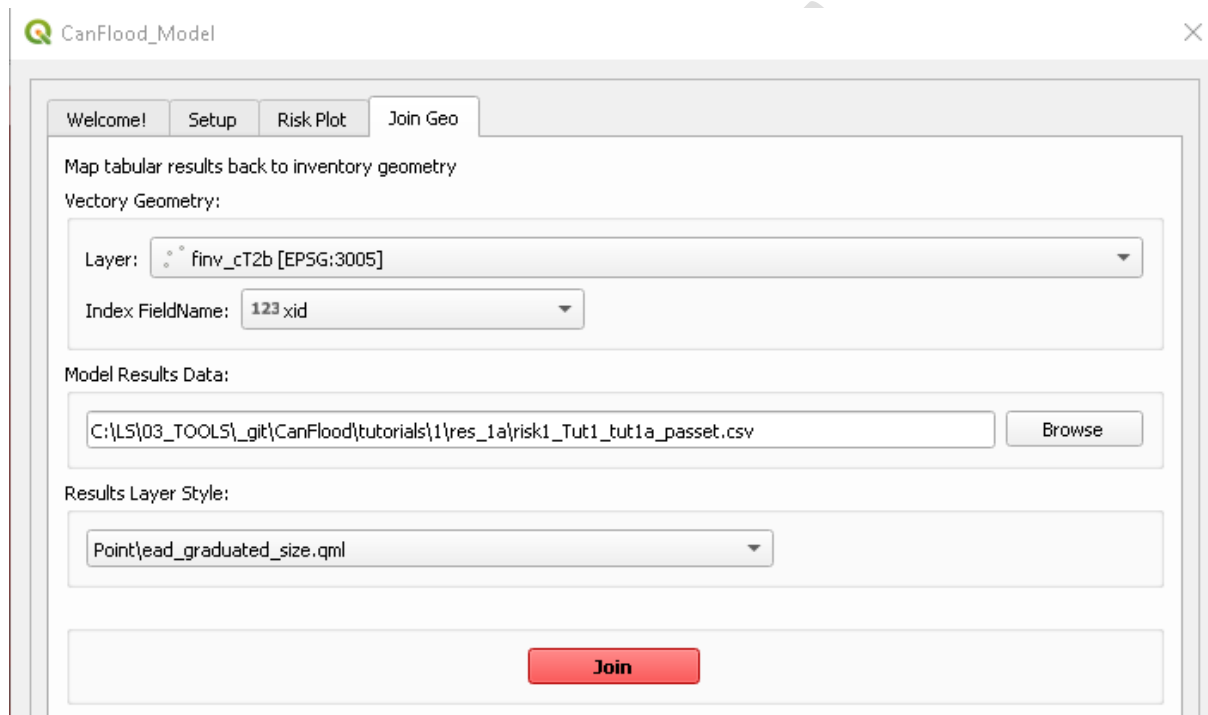 CanFlood_Model
Welcome! Setup Risk Plot Join Geo
Map tabular results back to inventory geometry
Vectory Geometry:
Layer: finv_cT2b [EPSG:3005]
Index FieldName: 123 xid
Model Results Data:
C:\LS\03_TOOLS\_git\CanFlood\tutorials\1\res_1a\risk1_Tut1_tut1a_passet.csv Browse
Results Layer Style:
Point\ead_graduated_size.qml
Join